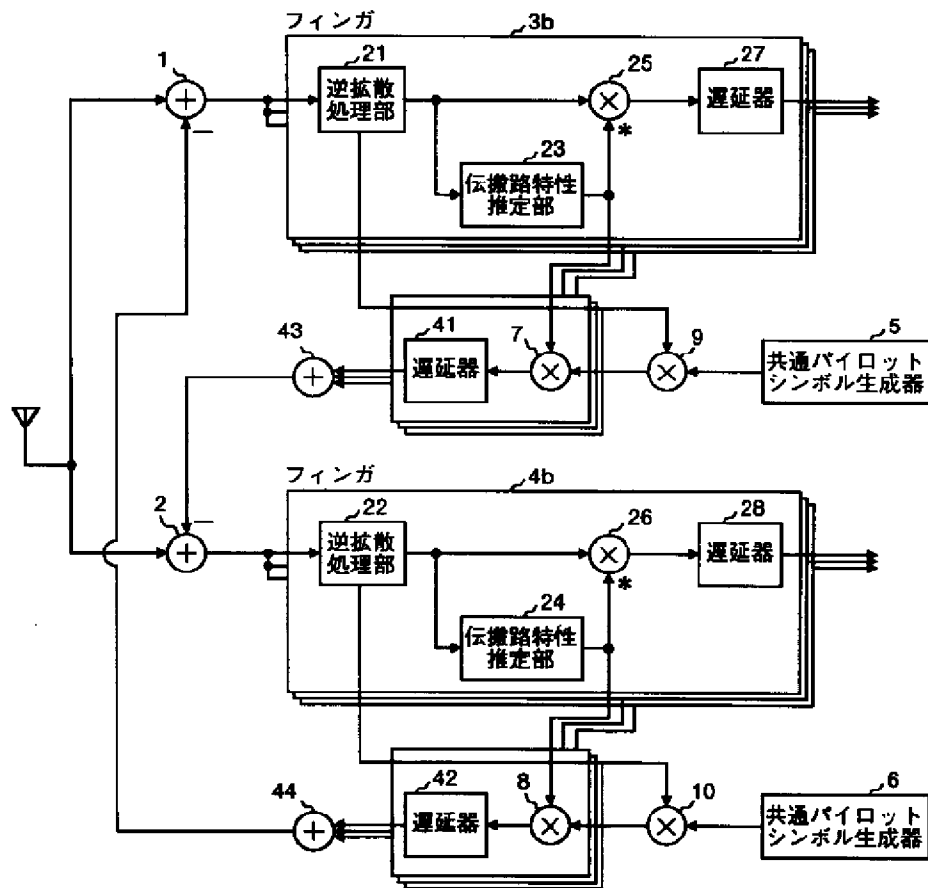 フィンガ
3b
1
21
逆拡散
処理部
25
*
27
遅延器
23
伝搬路特性
推定部
43
41
遅延器
7
9
5
共通パイロット
シンボル生成器
フィンガ
4b
2
22
逆拡散
処理部
26
*
28
遅延器
24
伝搬路特性
推定部
44
42
遅延器
8
10
6
共通パイロット
シンボル生成器